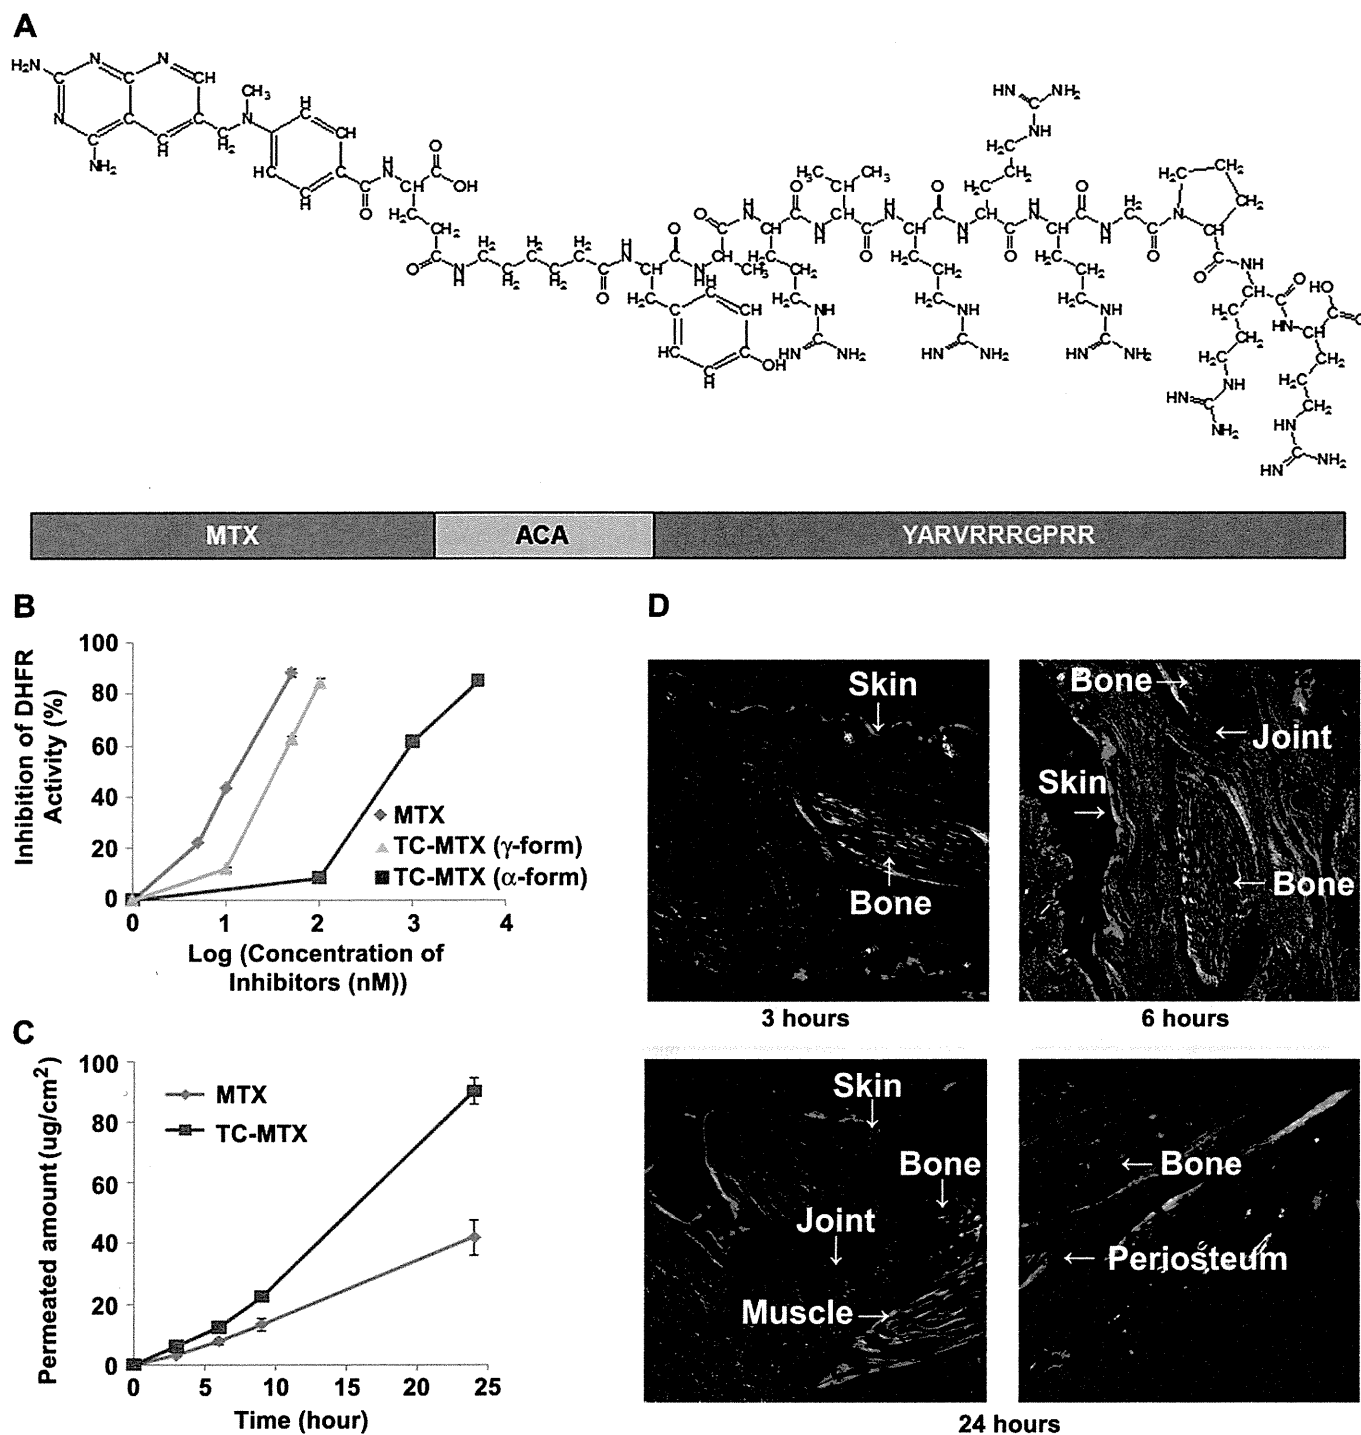 A
MTX ACA YARVRRRGPRR
B
100
80
60
40
20
0
0 1 2 3 4
Inhibition of DHFR
Activity (%)
MTX
TC-MTX (γ-form)
TC-MTX (α-form)
Log (Concentration of
Inhibitors (nM))
C
100
80
60
40
20
0
0 5 10 15 20 25
Permeated amount (ug/cm²)
MTX
TC-MTX
Time (hour)
D
Skin
Bone
3 hours
Bone
Joint
Skin
Bone
6 hours
Skin
Bone
Joint
Muscle
Bone
Periosteum
24 hours